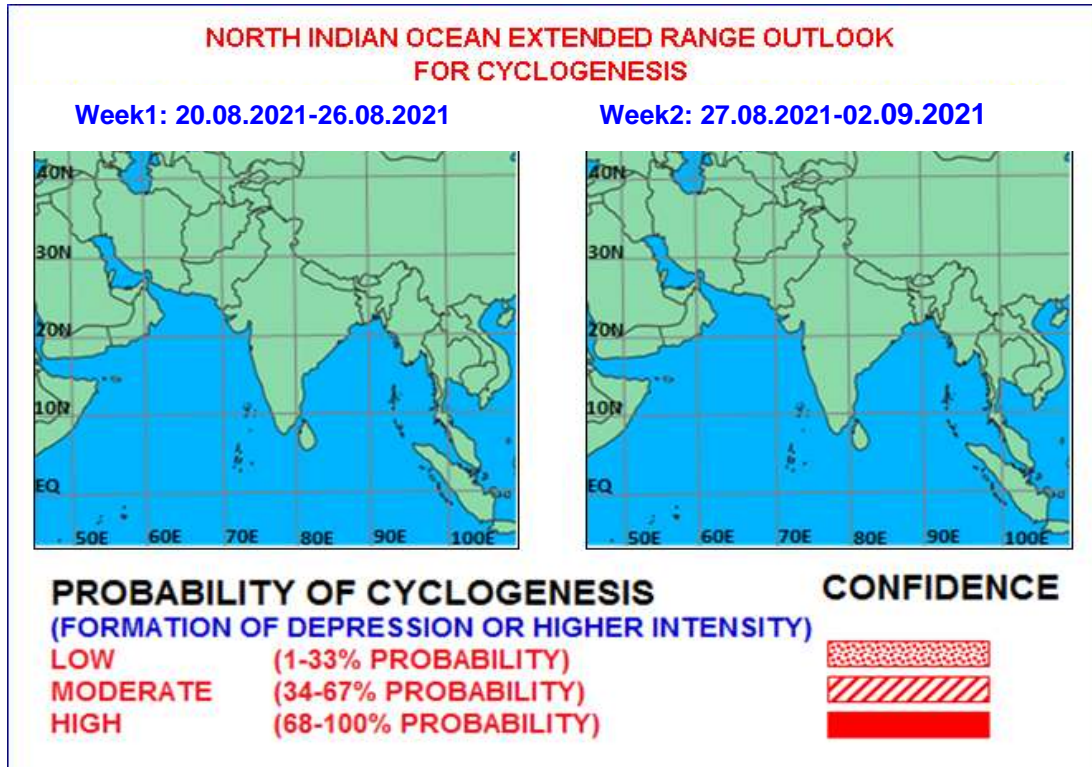 NORTH INDIAN OCEAN EXTENDED RANGE OUTLOOK
FOR CYCLOGENESIS
Week1: 20.08.2021-26.08.2021
Week2: 27.08.2021-02.09.2021
40N
30N
20N
10N
EQ
50E 60E 70E 80E 90E 100E
40N
30N
20N
10N
EQ
50E 60E 70E 80E 90E 100E
PROBABILITY OF CYCLOGENESIS
CONFIDENCE
(FORMATION OF DEPRESSION OR HIGHER INTENSITY)
LOW (1-33% PROBABILITY)
MODERATE (34-67% PROBABILITY)
HIGH (68-100% PROBABILITY)